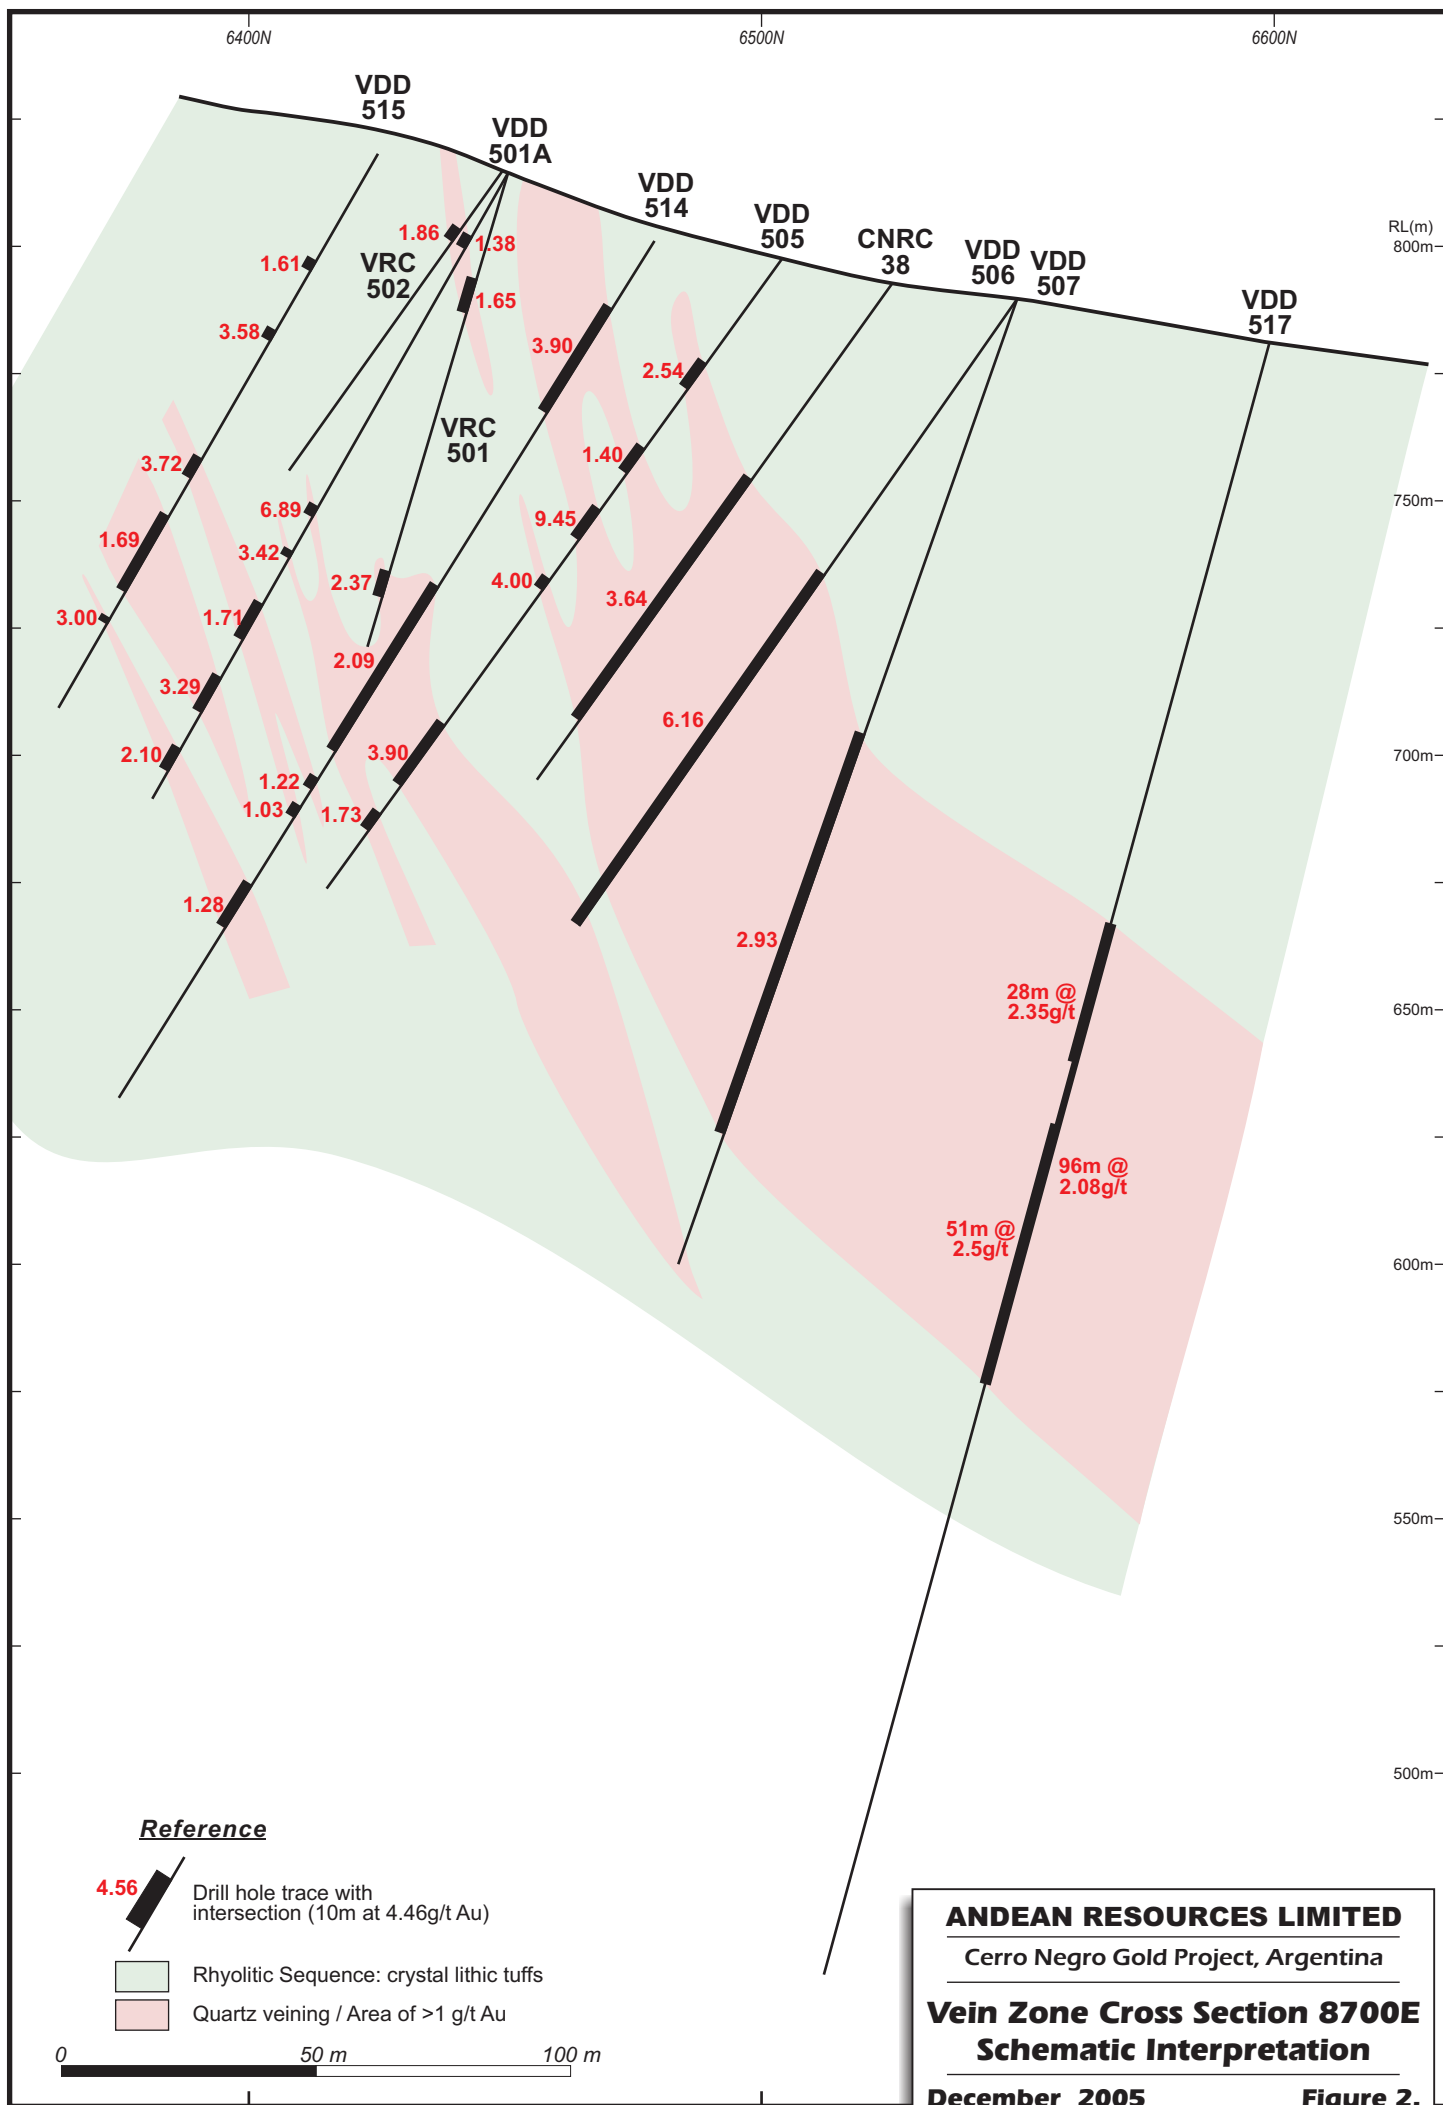 6400N
6500N
6600N
VDD
515
VDD
501A
VDD
514
VDD
505
CNRC
38
VDD
506
VDD
507
VDD
517
RL(m)
800m
750m
700m
650m
600m
550m
500m
1.86
1.38
VRC
502
1.65
1.61
3.58
3.90
2.54
VRC
501
1.40
3.72
6.89
9.45
1.69
3.42
2.37
4.00
3.64
3.00
1.71
2.09
3.29
6.16
2.10
3.90
1.22
1.03
1.73
1.28
2.93
28m @
2.35g/t
96m @
2.08g/t
51m @
2.5g/t
Reference
4.56
Drill hole trace with
intersection (10m at 4.46g/t Au)
Rhyolitic Sequence: crystal lithic tuffs
Quartz veining / Area of >1 g/t Au
0 50 m 100 m
ANDEAN RESOURCES LIMITED
Cerro Negro Gold Project, Argentina
Vein Zone Cross Section 8700E
Schematic Interpretation
December 2005 Figure 2.